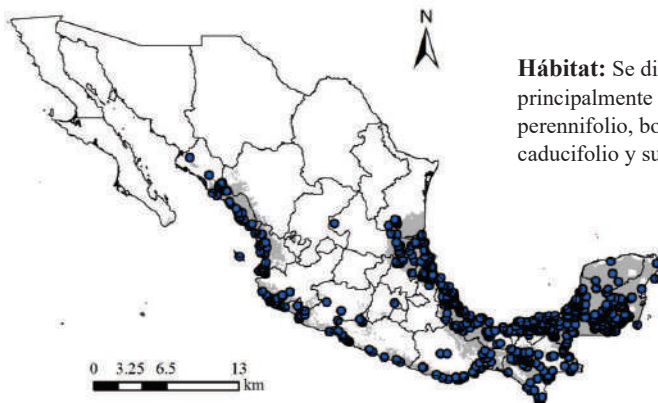 N
Hábitat: Se di
principalmente
perennifolio, bo
caducifolio y su
0 3.25 6.5 13
km